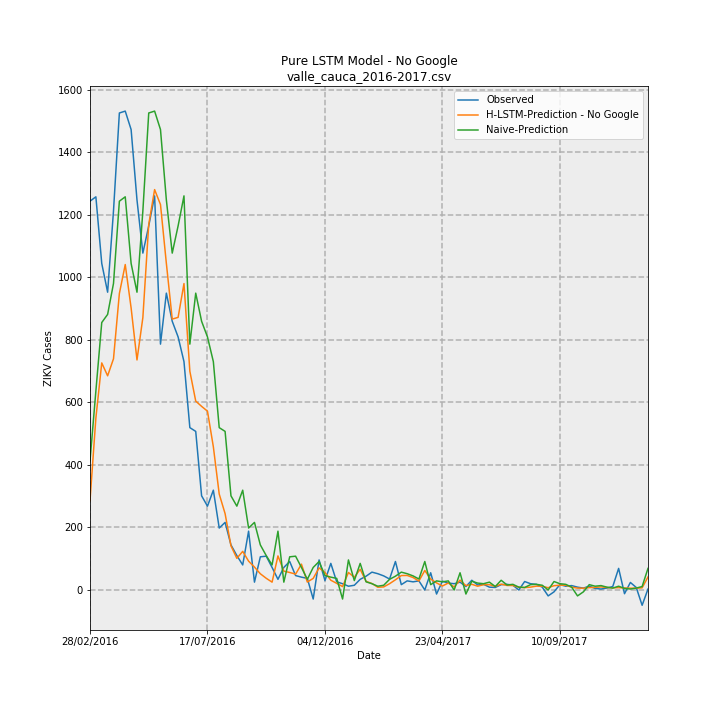 Pure LSTM Model - No Google
valle_cauca_2016-2017.csv
Observed
H-LSTM-Prediction - No Google
Naive-Prediction
1600
1400
1200
1000
800
600
400
200
0
ZIKV Cases
28/02/2016
17/07/2016
04/12/2016
23/04/2017
10/09/2017
Date